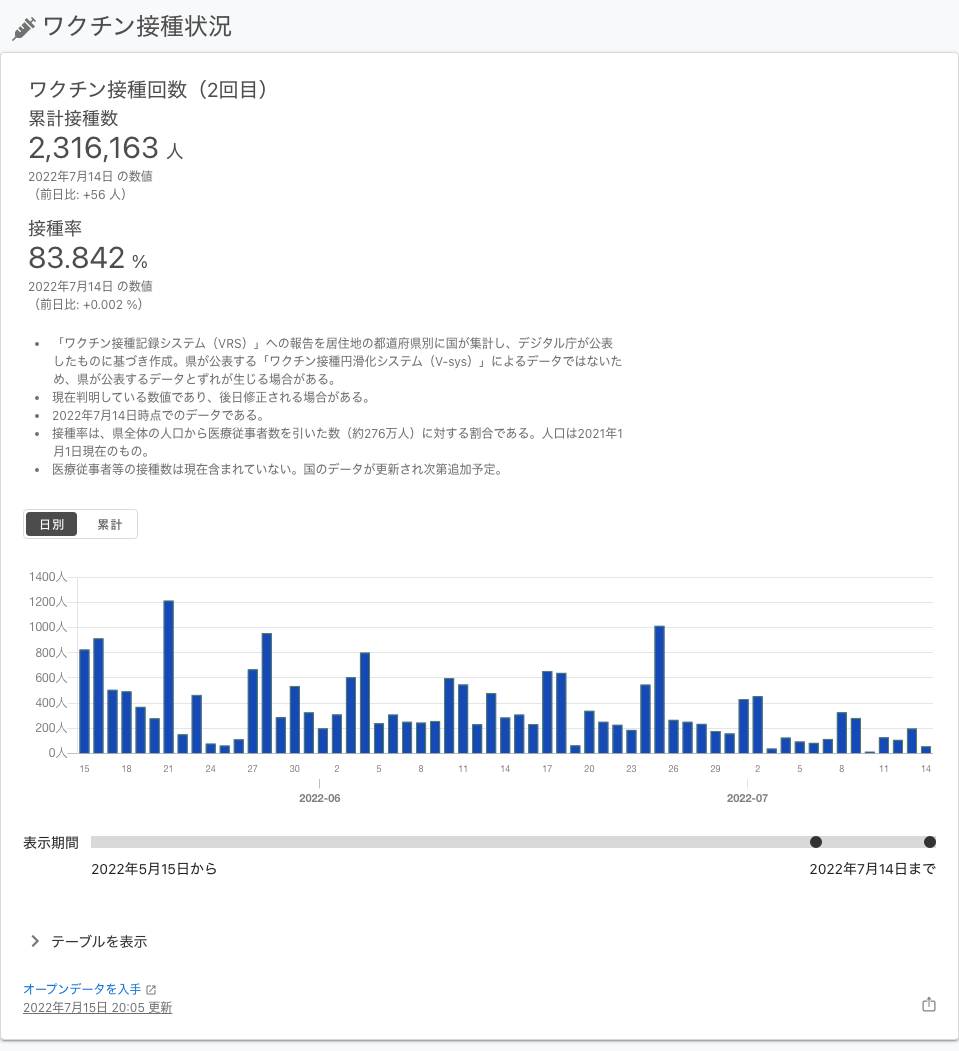 ワクチン接種状況
ワクチン接種回数（2回目）
累計接種数
2,316,163 人
2022年7月14日 の数値
（前日比: +56 人）
接種率
83.842 %
2022年7月14日 の数値
（前日比: +0.002 %）
• 「ワクチン接種記録システム（VRS）」への報告を居住地の都道府県別に国が集計し、デジタル庁が公表
したものに基づき作成。県が公表する「ワクチン接種円滑化システム（V-sys）」によるデータではないた
め、県が公表するデータとずれが生じる場合がある。
• 現在判明している数値であり、後日修正される場合がある。
• 2022年7月14日時点でのデータである。
• 接種率は、県全体の人口から医療従事者数を引いた数（約276万人）に対する割合である。人口は2021年1
月1日現在のもの。
• 医療従事者等の接種数は現在含まれていない。国のデータが更新され次第追加予定。
日別 累計
1400人
1200人
1000人
800人
600人
400人
200人
0人
15 18 21 24 27 30 2 5 8 11 14 17 20 23 26 29 2 5 8 11 14
2022-06 2022-07
表示期間
2022年5月15日から 2022年7月14日まで
テーブルを表示
オープンデータを入手
2022年7月15日 20:05 更新